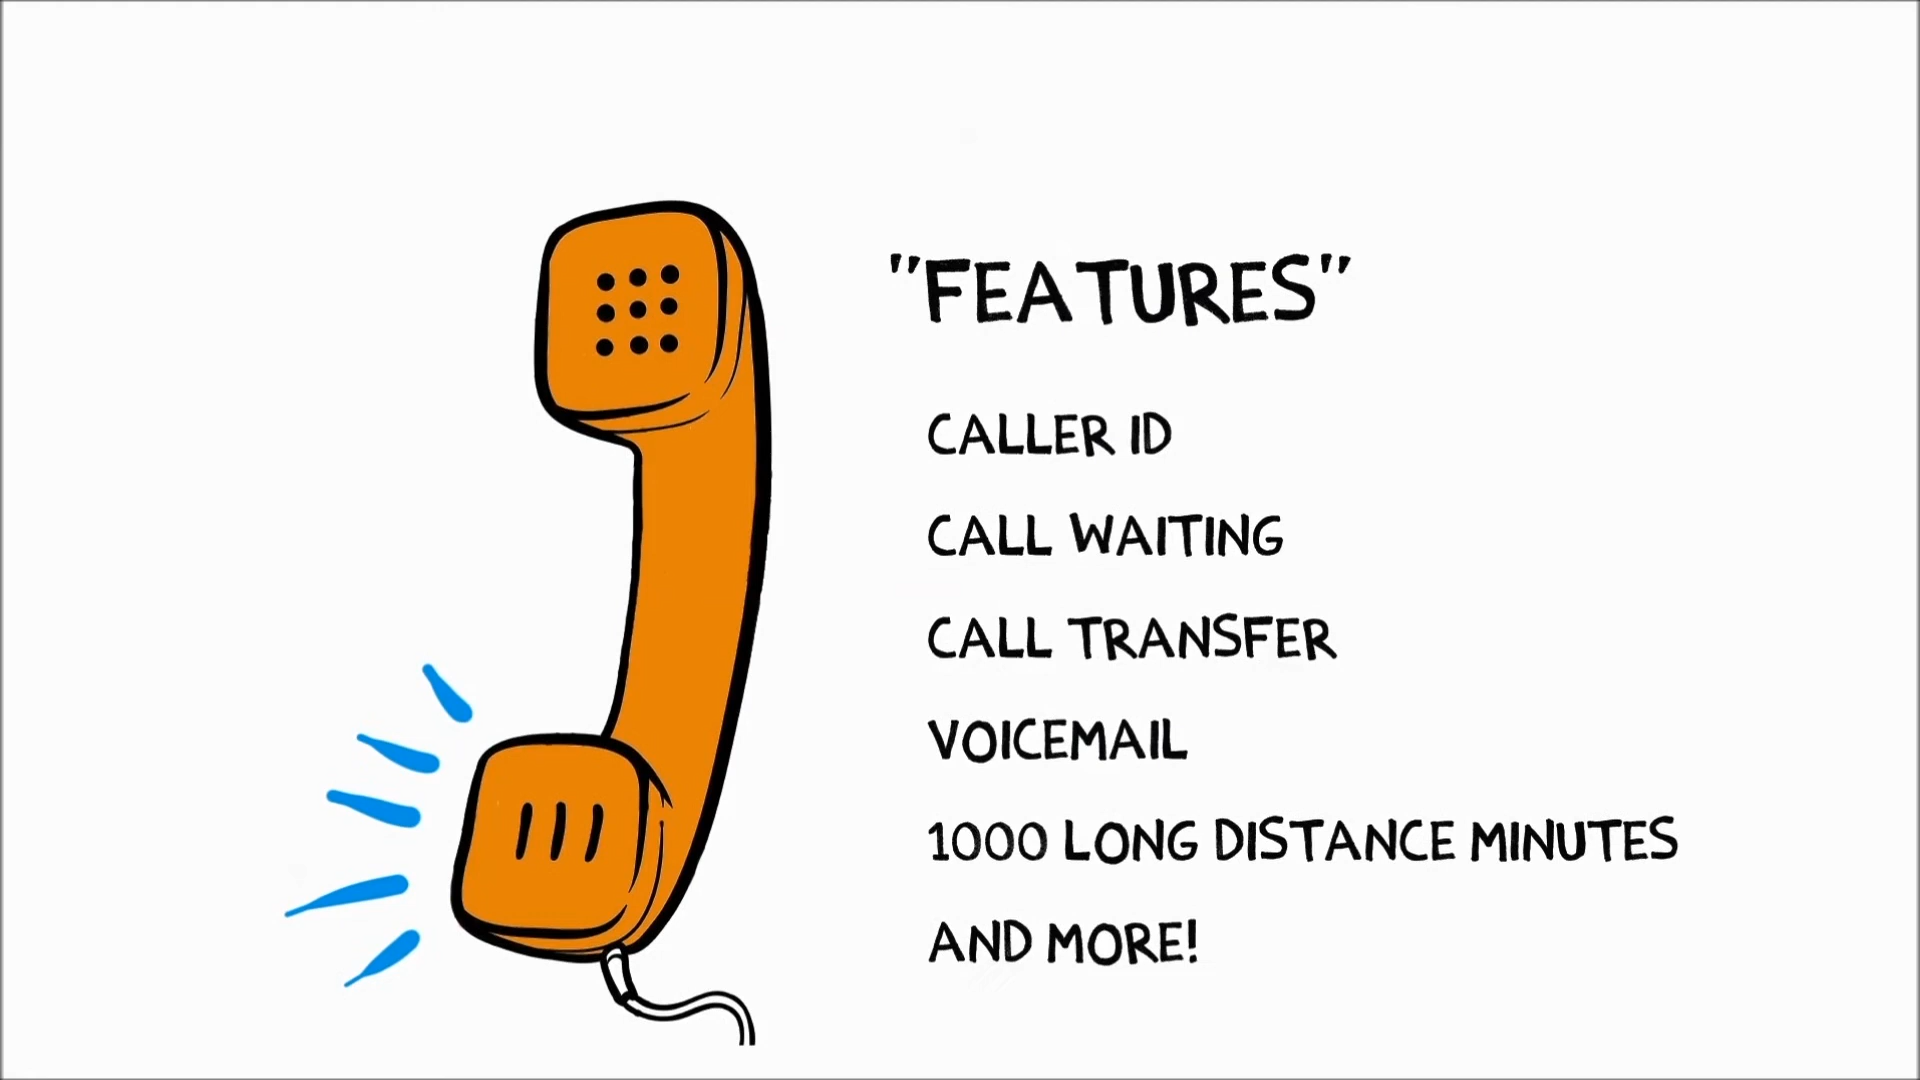 "FEATURES"
CALLER ID
CALL WAITING
CALL TRANSFER
VOICEMAIL
1000 LONG DISTANCE MINUTES
AND MORE!